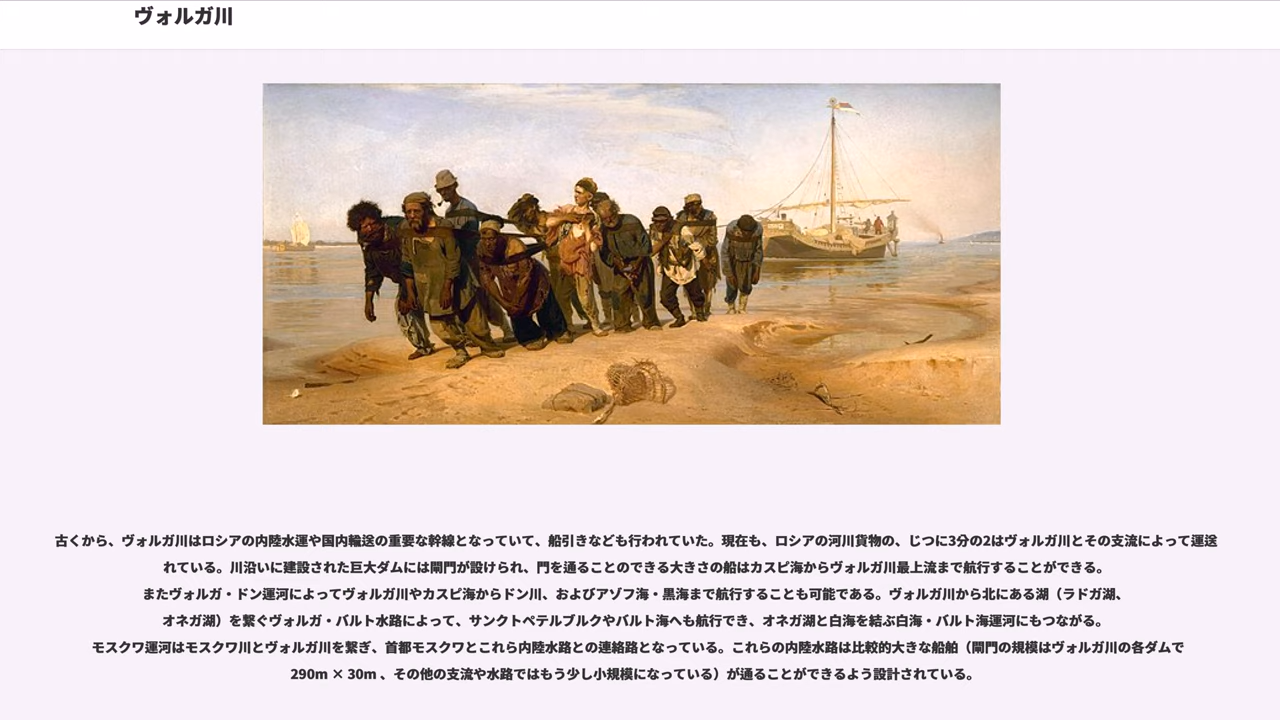 ヴォルガ川
古くから、ヴォルガ川はロシアの内陸水運や国内輸送の重要な幹線となっていて、船引きなども行われていた。現在も、ロシアの河川貨物の、じつに3分の2はヴォルガ川とその支流によって運送
れている。川沿いに建設された巨大ダムには閘門が設けられ、門を通ることのできる大きさの船はカスピ海からヴォルガ川最上流まで航行することができる。
またヴォルガ・ドン運河によってヴォルガ川やカスピ海からドン川、およびアゾフ海・黒海まで航行することも可能である。ヴォルガ川から北にある湖（ラドガ湖、
オネガ湖）を繋ぐヴォルガ・バルト水路によって、サンクトペテルブルクやバルト海へも航行でき、オネガ湖と白海を結ぶ白海・バルト海運河にもつながる。
モスクワ運河はモスクワ川とヴォルガ川を繋ぎ、首都モスクワとこれら内陸水路との連絡路となっている。これらの内陸水路は比較的大きな船舶（閘門の規模はヴォルガ川の各ダムで
290m × 30m 、その他の支流や水路ではもう少し小規模になっている）が通ることができるよう設計されている。